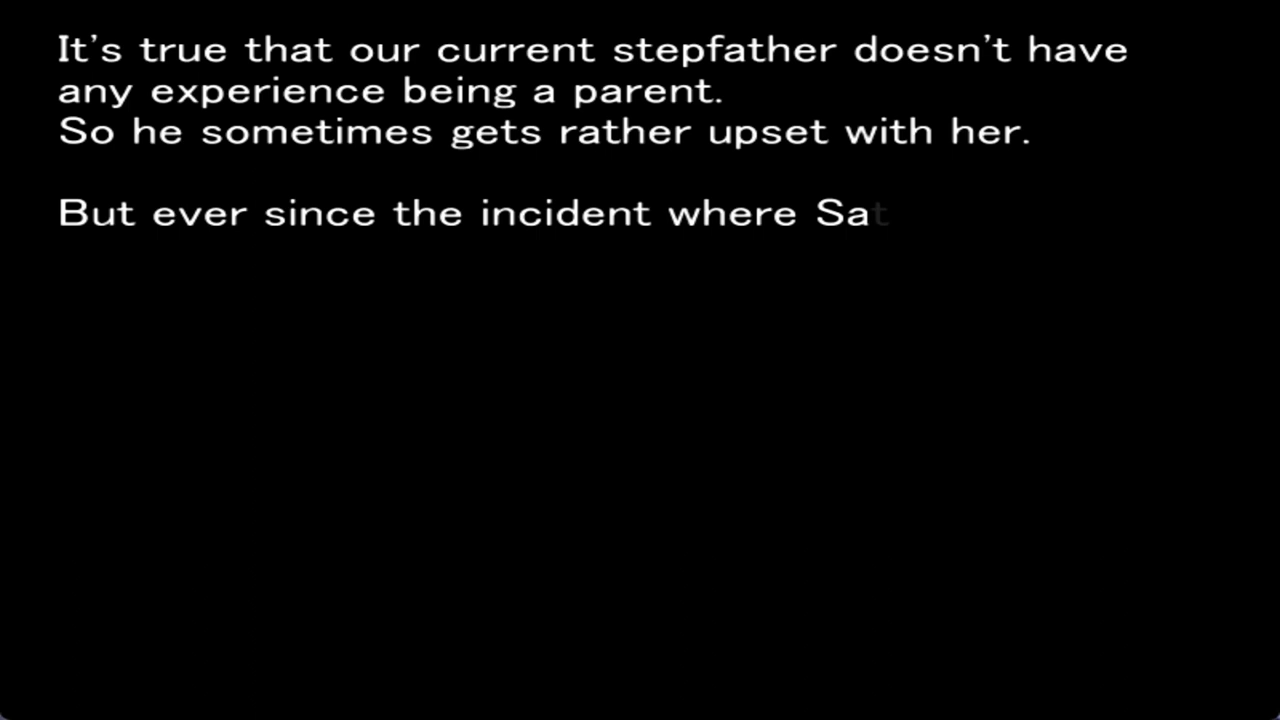 It's true that our current stepfather doesn't have
any experience being a parent.
So he sometimes gets rather upset with her.
But ever since the incident where Sat